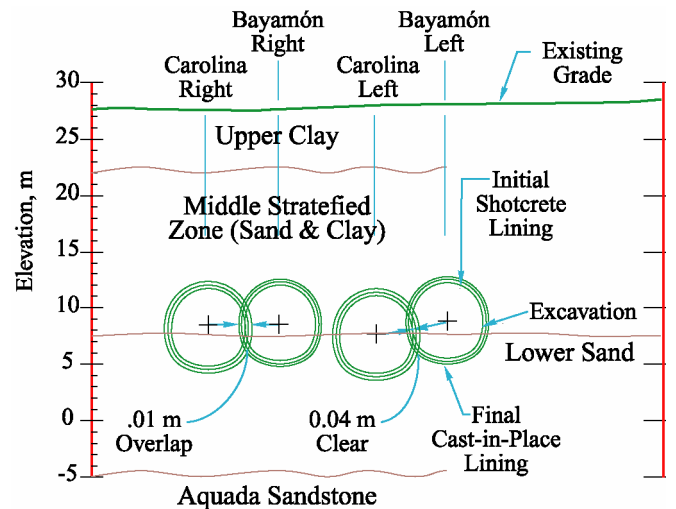 Bayamón
Right
Bayamón
Left
Carolina
Right
Carolina
Left
Existing
Grade
30
Upper Clay
25
Initial
Shotcrete
Lining
Middle Stratefied
Zone (Sand & Clay)
20
15
Elevation, m
10
Excavation
Lower Sand
5
0
.01 m
Overlap
0.04 m
Clear
Final
Cast-in-Place
Lining
-5
Aquada Sandstone